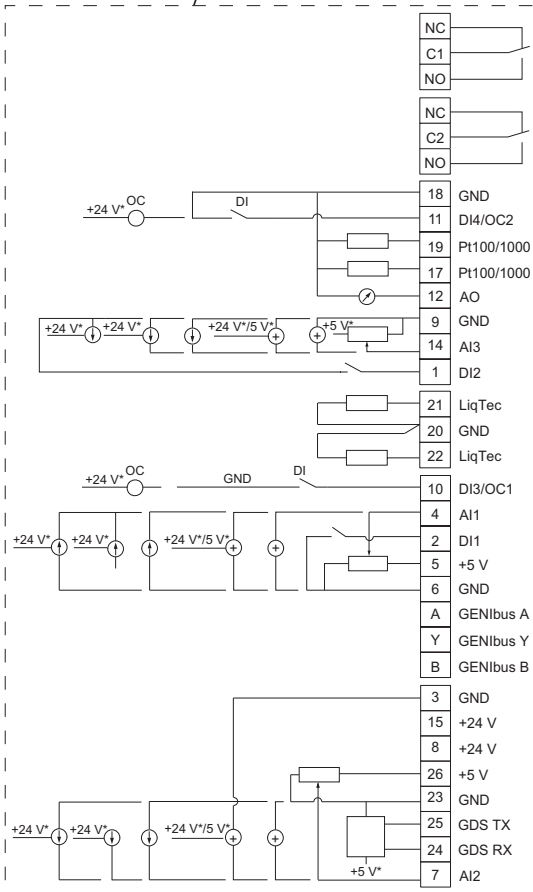 NC
C1
NO
NC
C2
NO
18 GND
+24 V* OC DI 11 DI4/OC2
19 Pt100/1000
17 Pt100/1000
12 AO
9 GND
+24 V* +24 V* +24 V*/5 V* +5 V*
14 AI3
1 DI2
21 LiqTec
20 GND
22 LiqTec
+24 V* OC GND DI 10 DI3/OC1
4 AI1
2 DI1
+24 V* +24 V* +24 V*/5 V*
5 +5 V
6 GND
A GENIbus A
Y GENIbus Y
B GENIbus B
3 GND
15 +24 V
8 +24 V
26 +5 V
23 GND
25 GDS TX
+24 V* +24 V* +24 V*/5 V*
24 GDS RX
+5 V* 7 AI2